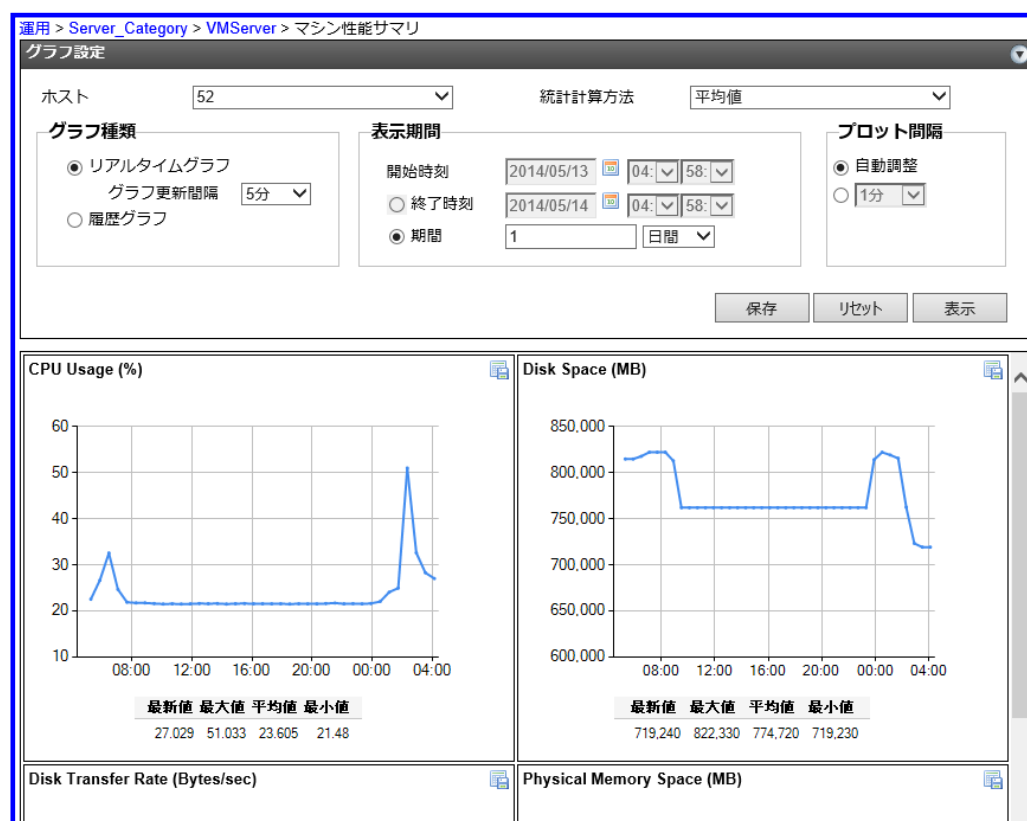 運用 > Server_Category > VMServer > マシン性能サマリ
グラフ設定
ホスト 52 統計計算方法 平均値
グラフ種類 表示期間 プロット間隔
リアルタイムグラフ 開始時刻 2014/05/13 04: 58: 自動調整
グラフ更新間隔 5分 終了時刻 2014/05/14 04: 58: 1分
履歴グラフ 期間 1 日間
保存 リセット 表示
CPU Usage (%)
60
50
40
30
20
10
08:00 12:00 16:00 20:00 00:00 04:00
最新値 最大値 平均値 最小値
27.029 51.033 23.605 21.48
Disk Space (MB)
850,000
800,000
750,000
700,000
650,000
600,000
08:00 12:00 16:00 20:00 00:00 04:00
最新値 最大値 平均値 最小値
719,240 822,330 774,720 719,230
Disk Transfer Rate (Bytes/sec)
Physical Memory Space (MB)